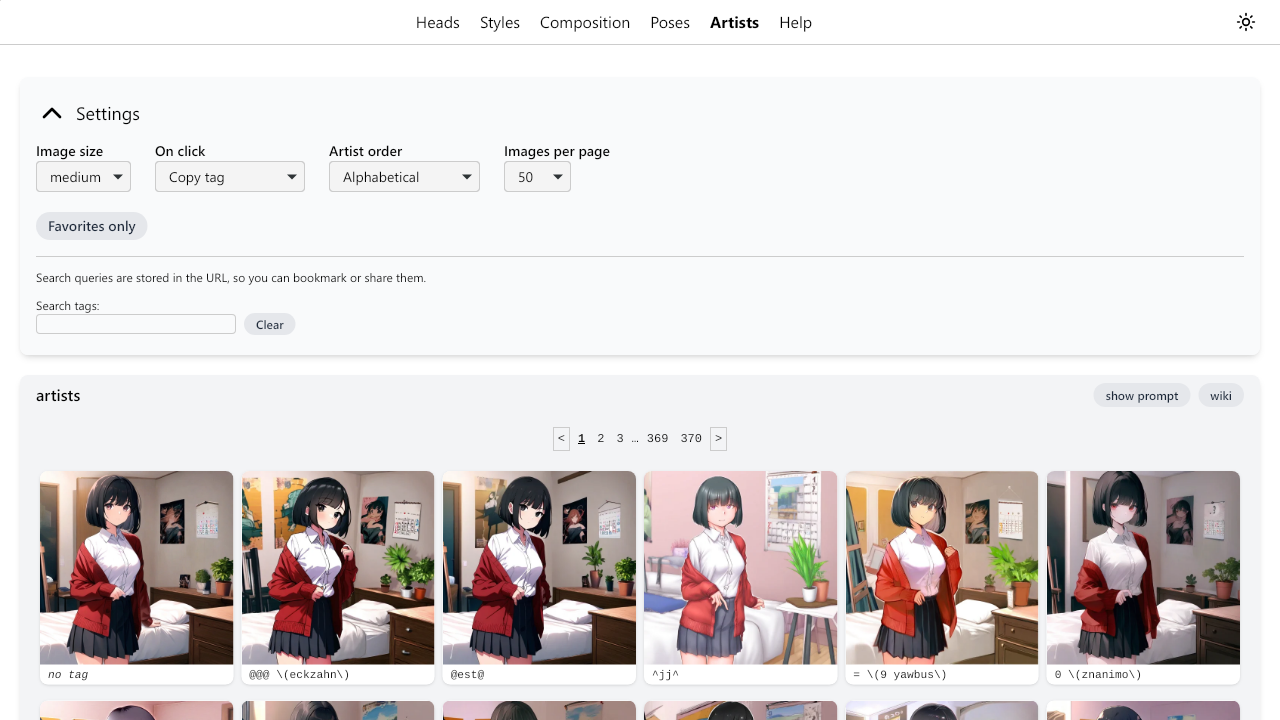 Heads Styles Composition Poses Artists Help
Settings
Image size On click Artist order Images per page
medium Copy tag Alphabetical 50
Favorites only
Search queries are stored in the URL, so you can bookmark or share them.
Search tags:
Clear
artists show prompt wiki
< 1 2 3 … 369 370 >
no tag @@@ \(eckzahn\) @est@ ^jj^ = \(9 yawbus\) 0 \(znanimo\)